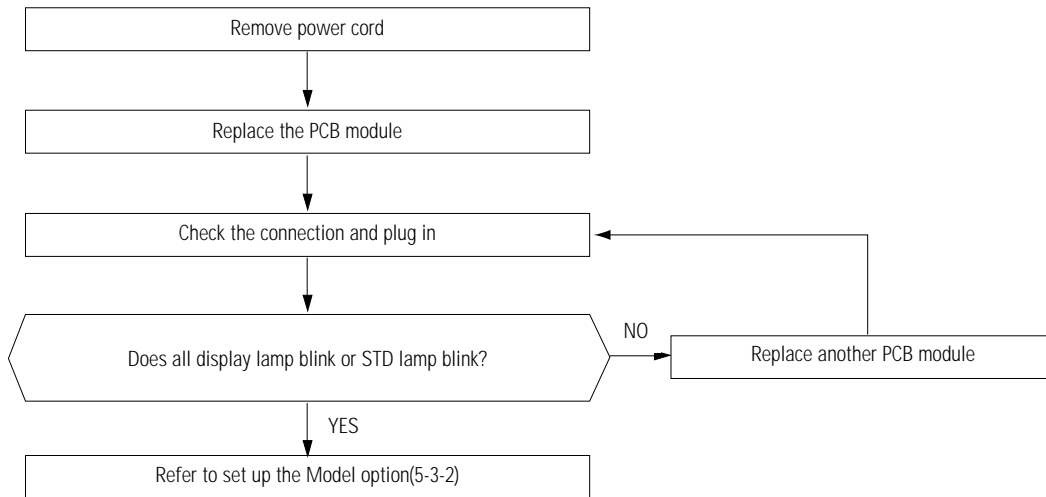 Remove power cord
Replace the PCB module
Check the connection and plug in
Does all display lamp blink or STD lamp blink?
NO
Replace another PCB module
YES
Refer to set up the Model option(5-3-2)